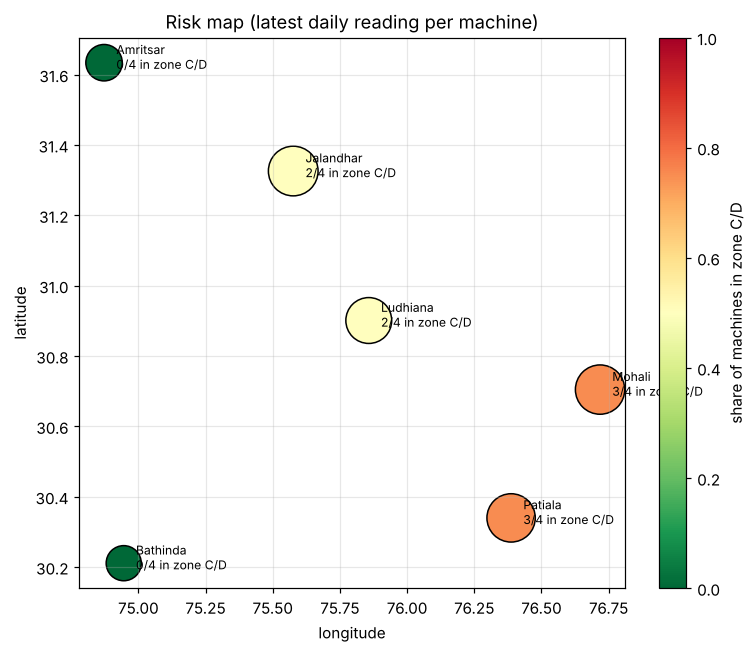 Risk map (latest daily reading per machine)
Amritsar
0/4 in zone C/D
Jalandhar
2/4 in zone C/D
Ludhiana
2/4 in zone C/D
Mohali
3/4 in zone C/D
Patiala
3/4 in zone C/D
Bathinda
0/4 in zone C/D
31.6
31.4
31.2
31.0
30.8
30.6
30.4
30.2
latitude
75.00 75.25 75.50 75.75 76.00 76.25 76.50 76.75
longitude
1.0
0.8
0.6
0.4
0.2
0.0
share of machines in zone C/D